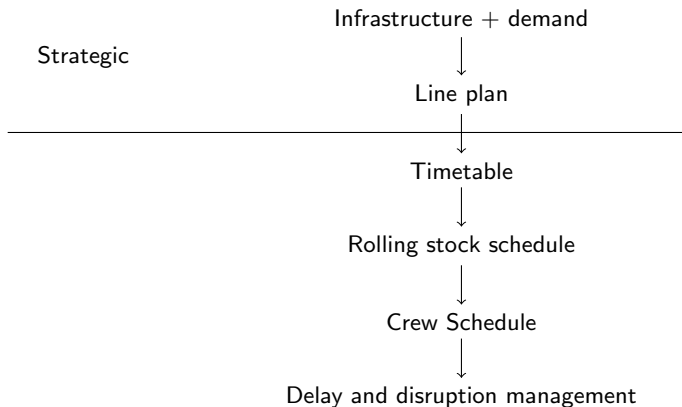 Infrastructure + demand
Strategic
Line plan
Timetable
Rolling stock schedule
Crew Schedule
Delay and disruption management